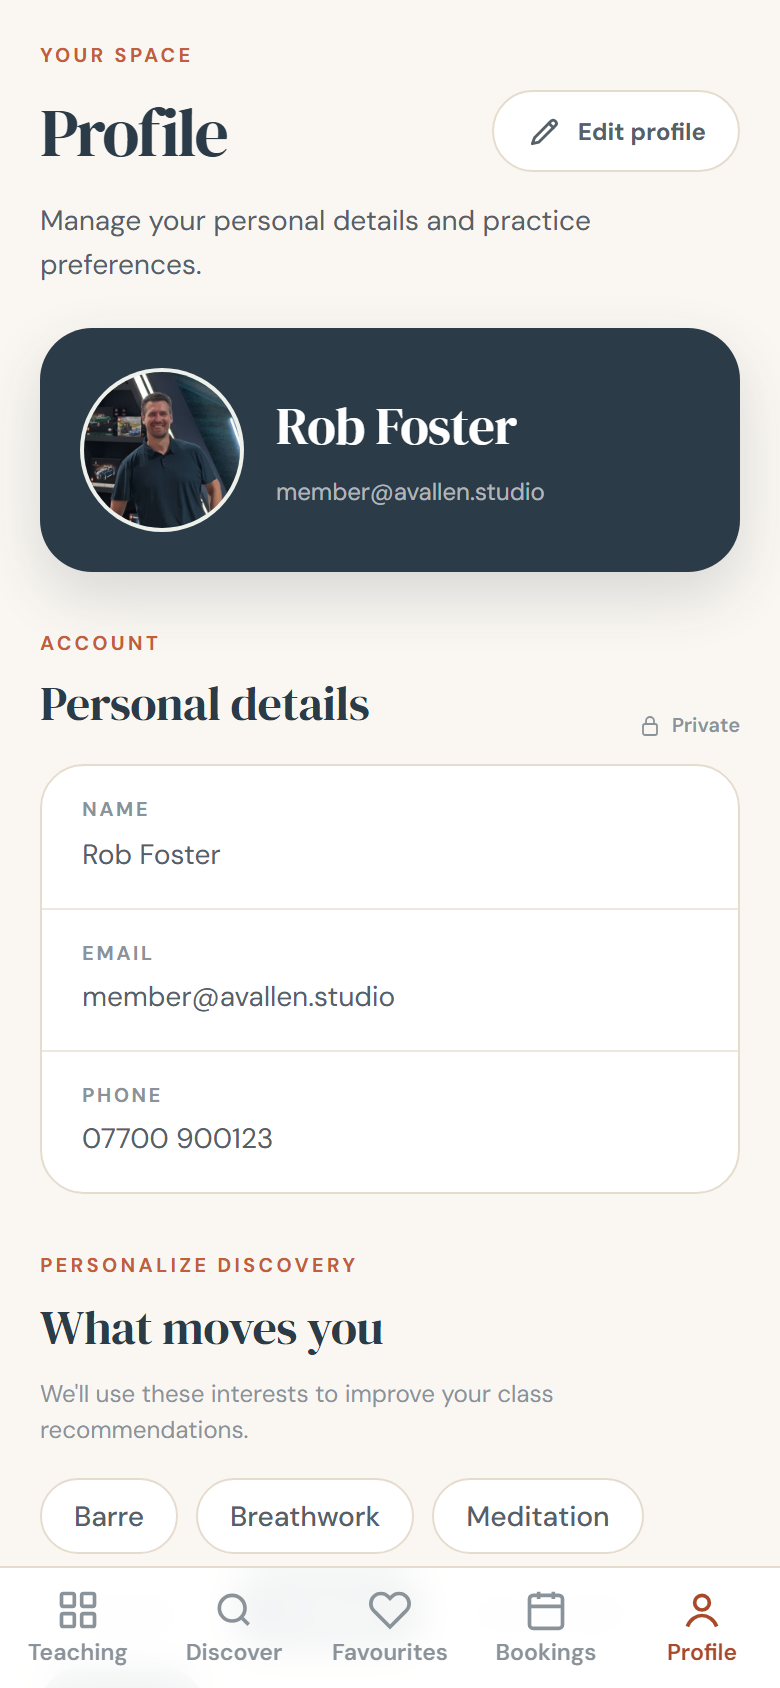 YOUR SPACE
Profile
Edit profile
Manage your personal details and practice
preferences.
Rob Foster
member@avallen.studio
ACCOUNT
Personal details
Private
NAME
Rob Foster
EMAIL
member@avallen.studio
PHONE
07700 900123
PERSONALIZE DISCOVERY
What moves you
We'll use these interests to improve your class
recommendations.
Barre
Breathwork
Meditation
Teaching
Discover
Favourites
Bookings
Profile